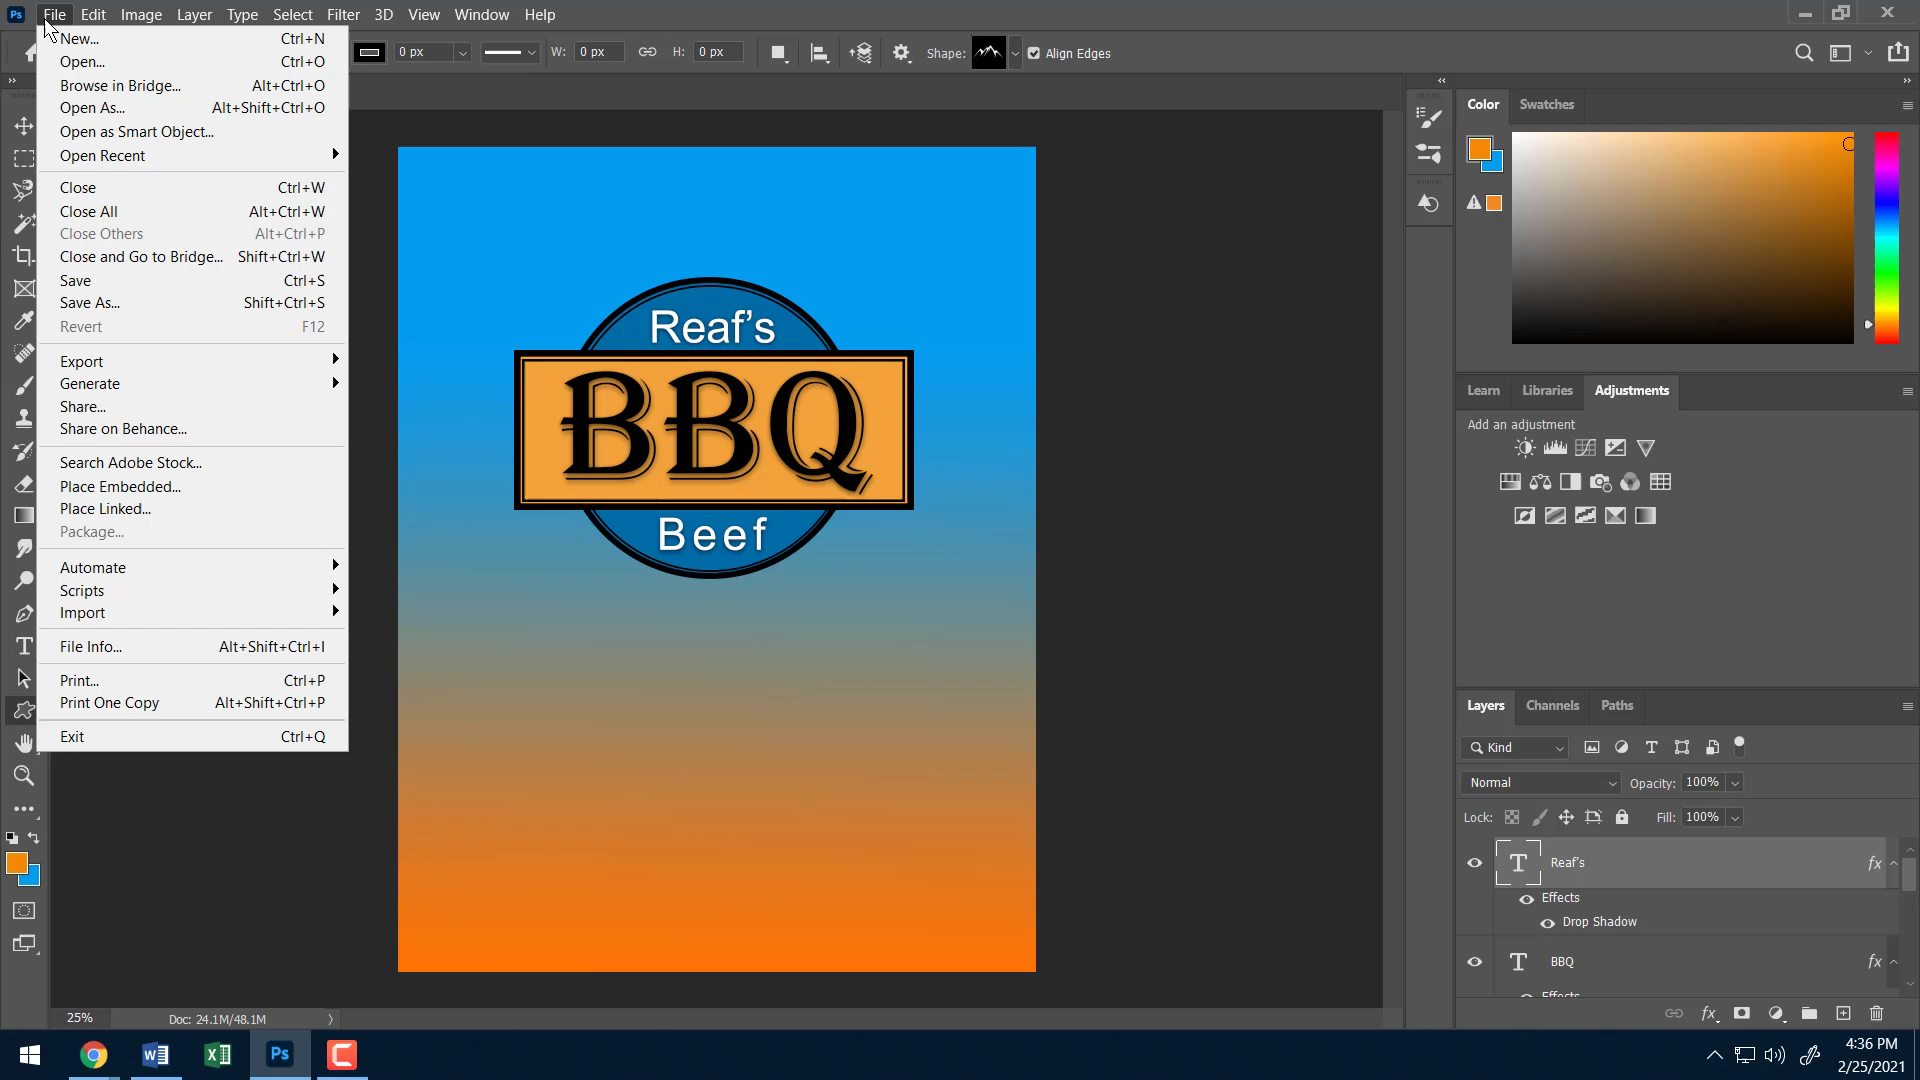 Ps File Edit Image Layer Type Select Filter 3D View Window Help
0 px W: 0 px H: 0 px Shape: Align Edges
New... Ctrl+N
Open... Ctrl+O
Browse in Bridge... Alt+Ctrl+O
Open As... Alt+Shift+Ctrl+O
Open as Smart Object...
Open Recent
Close Ctrl+W
Close All Alt+Ctrl+W
Close Others Alt+Ctrl+P
Close and Go to Bridge... Shift+Ctrl+W
Save Ctrl+S
Save As... Shift+Ctrl+S
Revert F12
Export
Generate
Share...
Share on Behance...
Search Adobe Stock...
Place Embedded...
Place Linked...
Package...
Automate
Scripts
Import
File Info... Alt+Shift+Ctrl+I
Print... Ctrl+P
Print One Copy Alt+Shift+Ctrl+P
Exit Ctrl+Q
Reaf's
BBQ
Beef
Color Swatches
Learn Libraries Adjustments
Add an adjustment
Layers Channels Paths
Kind
Normal Opacity: 100%
Lock: Fill: 100%
T Reaf's fx
Effects
Drop Shadow
T BBQ fx
Effects
25% Doc: 24.1M/48.1M
Ps
4:36 PM
2/25/2021